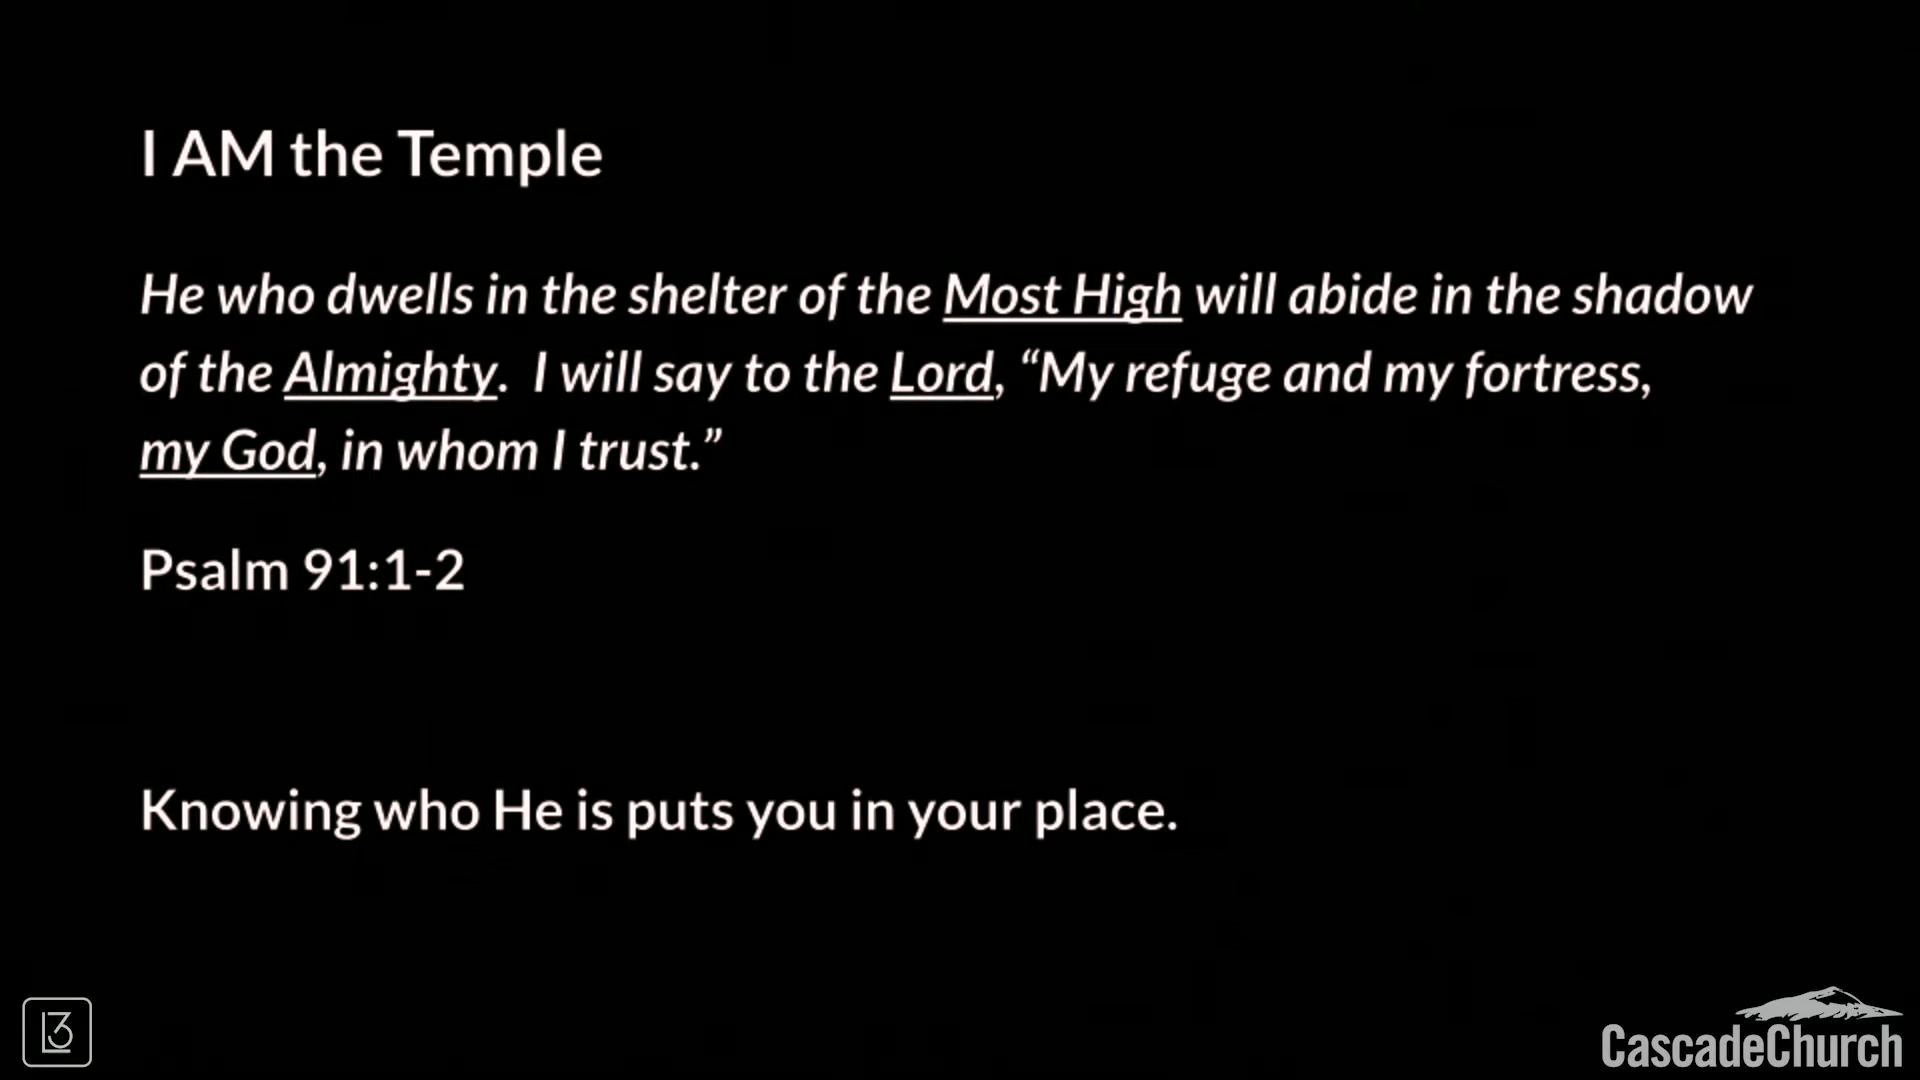 I AM the Temple
He who dwells in the shelter of the Most High will abide in the shadow
of the Almighty.  I will say to the Lord, “My refuge and my fortress,
my God, in whom I trust.”
Psalm 91:1-2
Knowing who He is puts you in your place.
L3
CascadeChurch